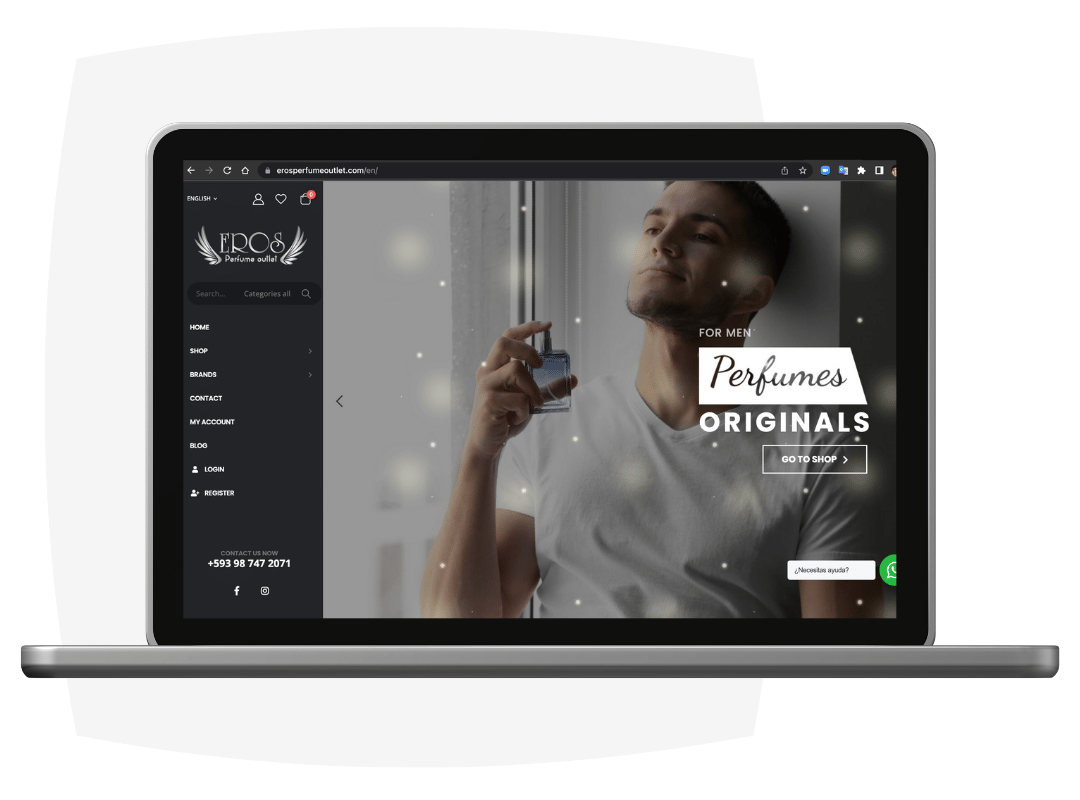 erosperfumeoutlet.com/en/
ENGLISH
0
EROS
Perfume outlet
Search...
Categories all
HOME
SHOP
BRANDS
CONTACT
MY ACCOUNT
BLOG
LOGIN
REGISTER
CONTACT US NOW
+593 98 747 2071
FOR MEN
Perfumes
ORIGINALS
GO TO SHOP
¿Necesitas ayuda?